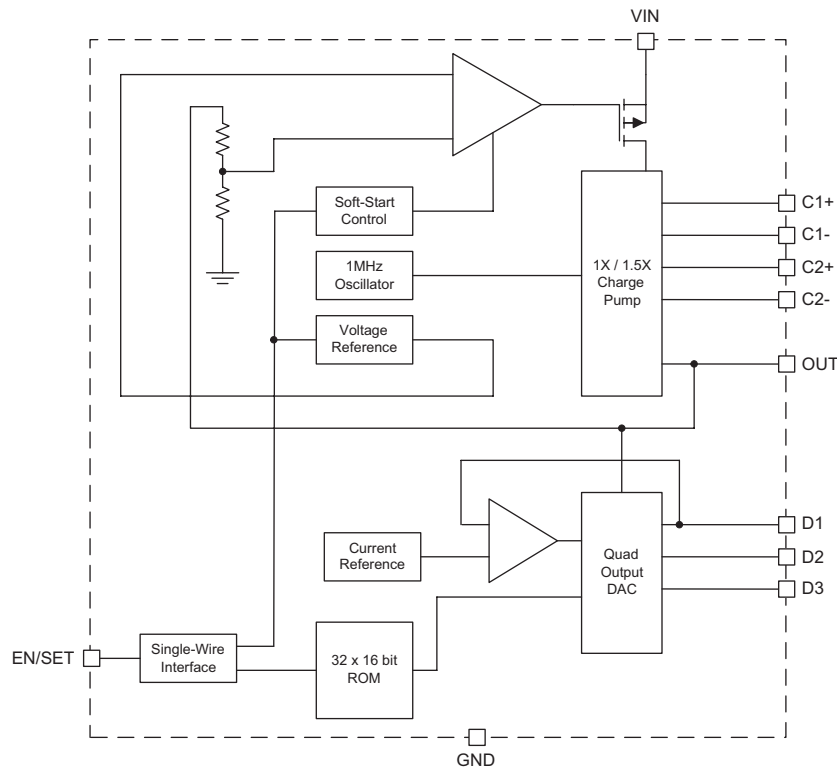 VIN
Soft-Start
Control
1MHz
Oscillator
Voltage
Reference
1X / 1.5X
Charge
Pump
C1+
C1-
C2+
C2-
OUT
Current
Reference
Quad
Output
DAC
D1
D2
D3
EN/SET
Single-Wire
Interface
32 x 16 bit
ROM
GND